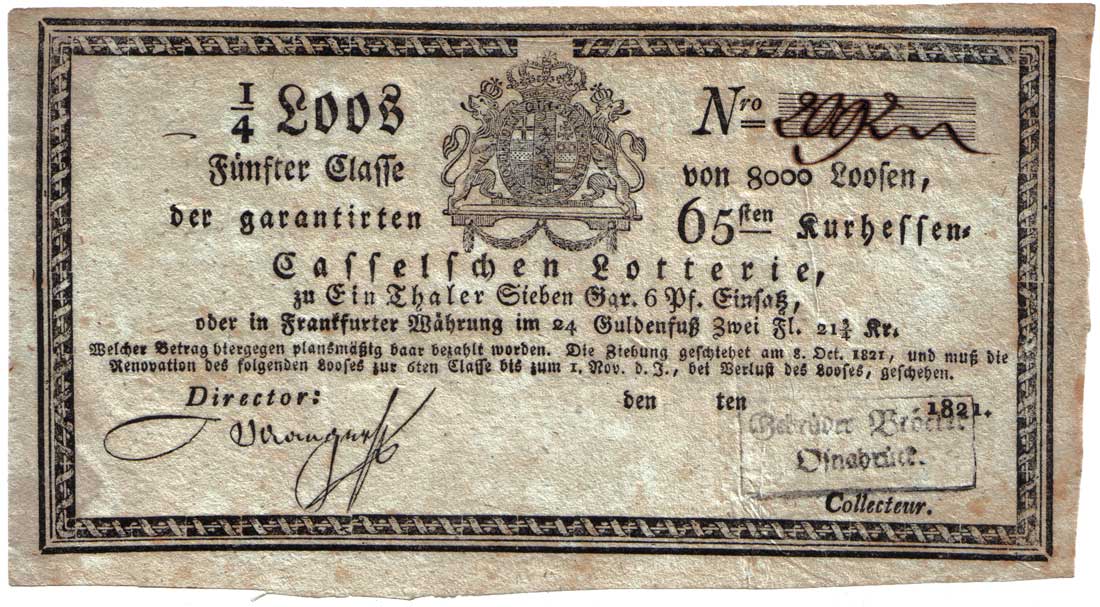 1/4 Loos
Nro
Fünfter Classe
von 8000 Loosen,
der garantirten
65sten Kurhessen-
Casselschen Lotterie,
zu Ein Thaler Sieben Ggr. 6 Pf. Einsatz,
oder in Frankfurter Währung im 24 Guldenfuß Zwei Fl. 21¾ Kr.
Welcher Betrag hiergegen plansmäßig baar bezahlt worden. Die Ziehung geschiehet am 8. Oct. 1821, und muß die
Renovation des folgenden Looses zur 6ten Classe bis zum 1. Nov. d. J., bei Verlust des Looses, geschehen.
Director:
den ten 1821.
Gebrüder
Osnabrück.
Collecteur.